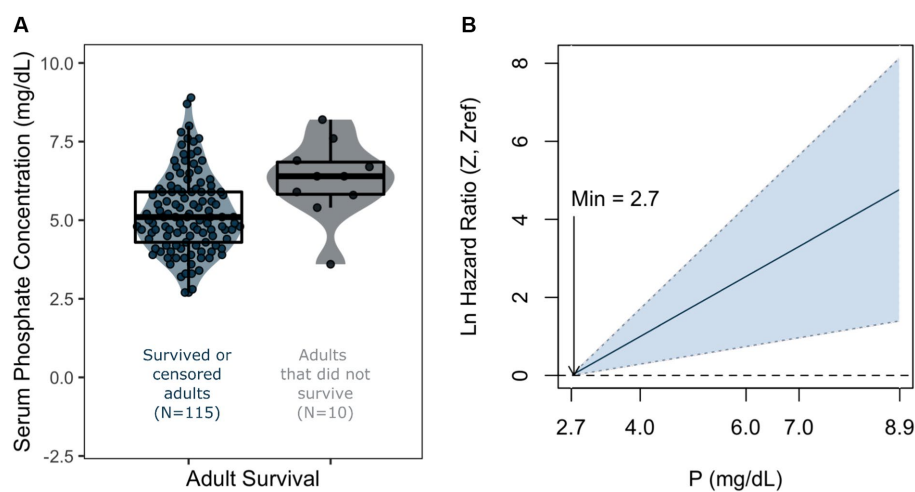 A
Serum Phosphate Concentration (mg/dL)
10.0
7.5
5.0
2.5
0.0
-2.5
Survived or
censored
adults
(N=115)
Adults
that did not
survive
(N=10)
Adult Survival
B
Ln Hazard Ratio (Z, Zref)
8
6
4
2
0
Min = 2.7
2.7 4.0 6.0 7.0 8.9
P (mg/dL)